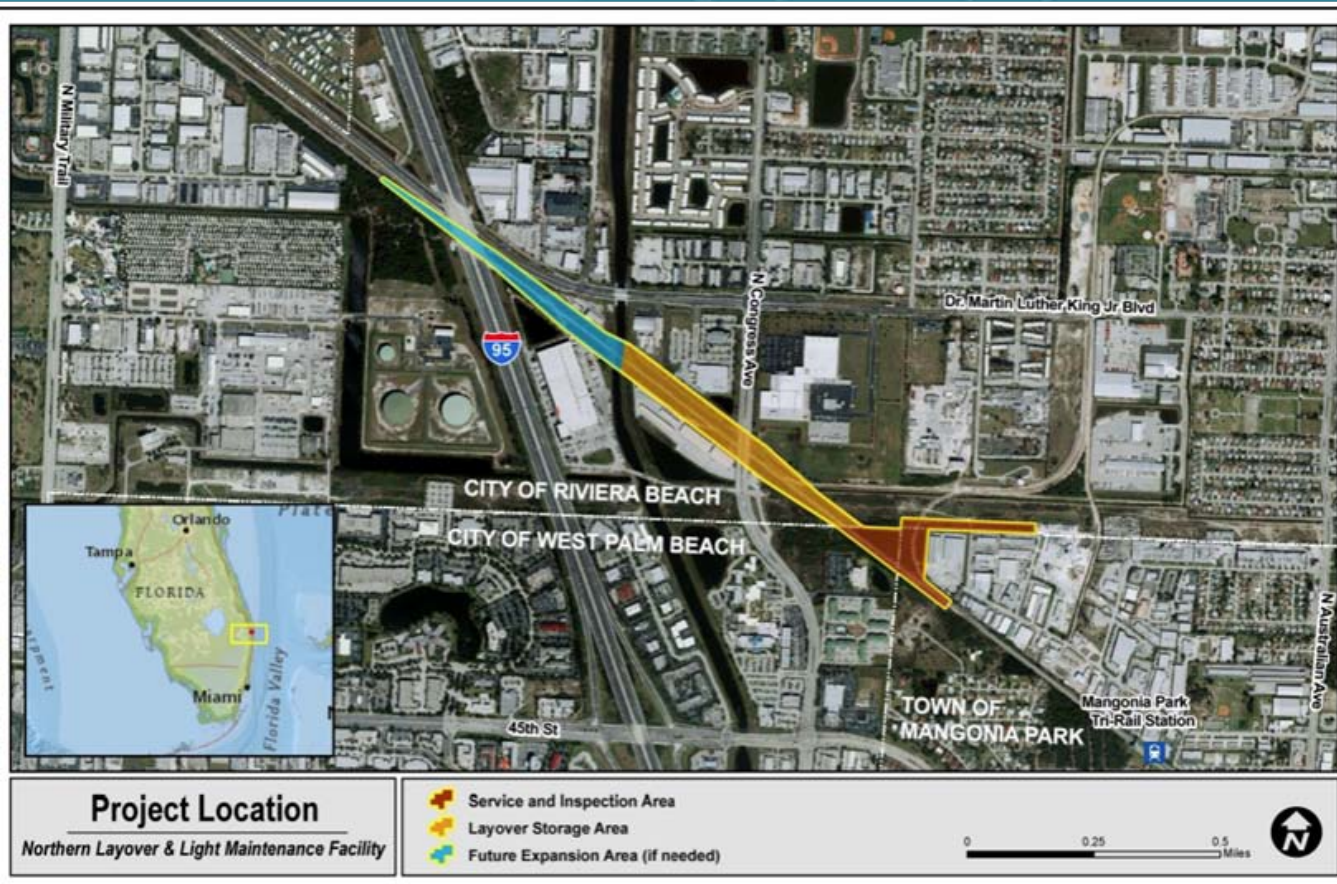 N Military Trail
95
N Congress Ave
Dr. Martin Luther King Jr Blvd
CITY OF RIVIERA BEACH
CITY OF WEST PALM BEACH
45th St
TOWN OF
MANGONIA PARK
Mangonia Park
Tri-Rail Station
N Australian Ave
Orlando
Tampa
FLORIDA
Miami
Florida Valley
Project Location
Northern Layover & Light Maintenance Facility
Service and Inspection Area
Layover Storage Area
Future Expansion Area (if needed)
0 0.25 0.5
Miles
N